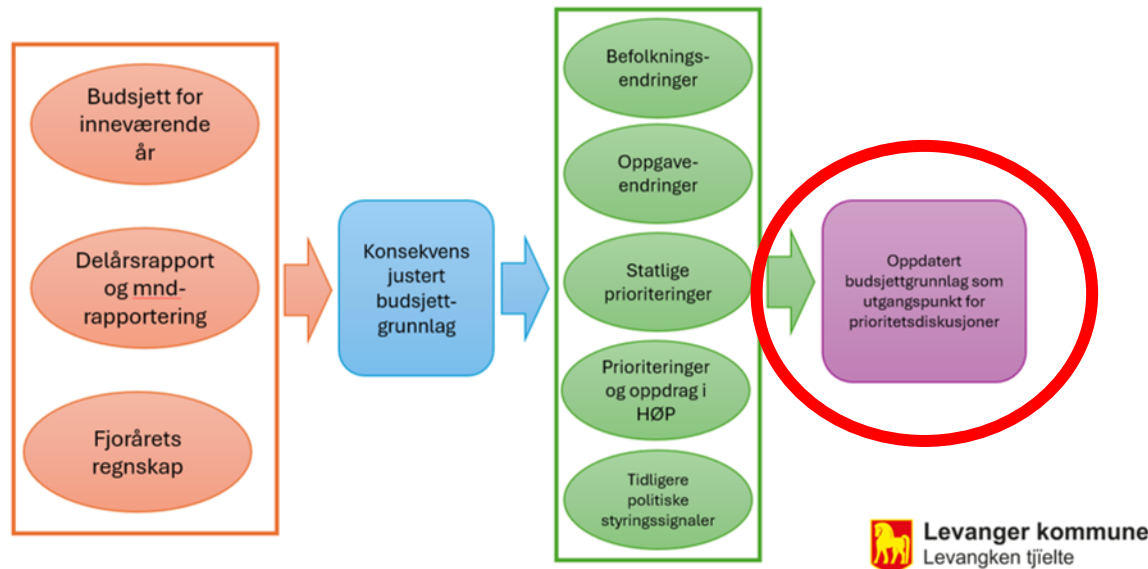 Budsjett for
inneværende
år
Delårsrapport
og mnd-
rapportering
Fjorårets
regnskap
Konsekvens
justert
budsjett-
grunnlag
Befolknings-
endringer
Oppgave-
endringer
Statlige
prioriteringer
Prioriteringer
og oppdrag i
HØP
Tidligere
politiske
styringssignaler
Oppdatert
budsjettgrunnlag som
utgangspunkt for
prioritetsdiskusjoner
Levanger kommune
Levangken tjïelte